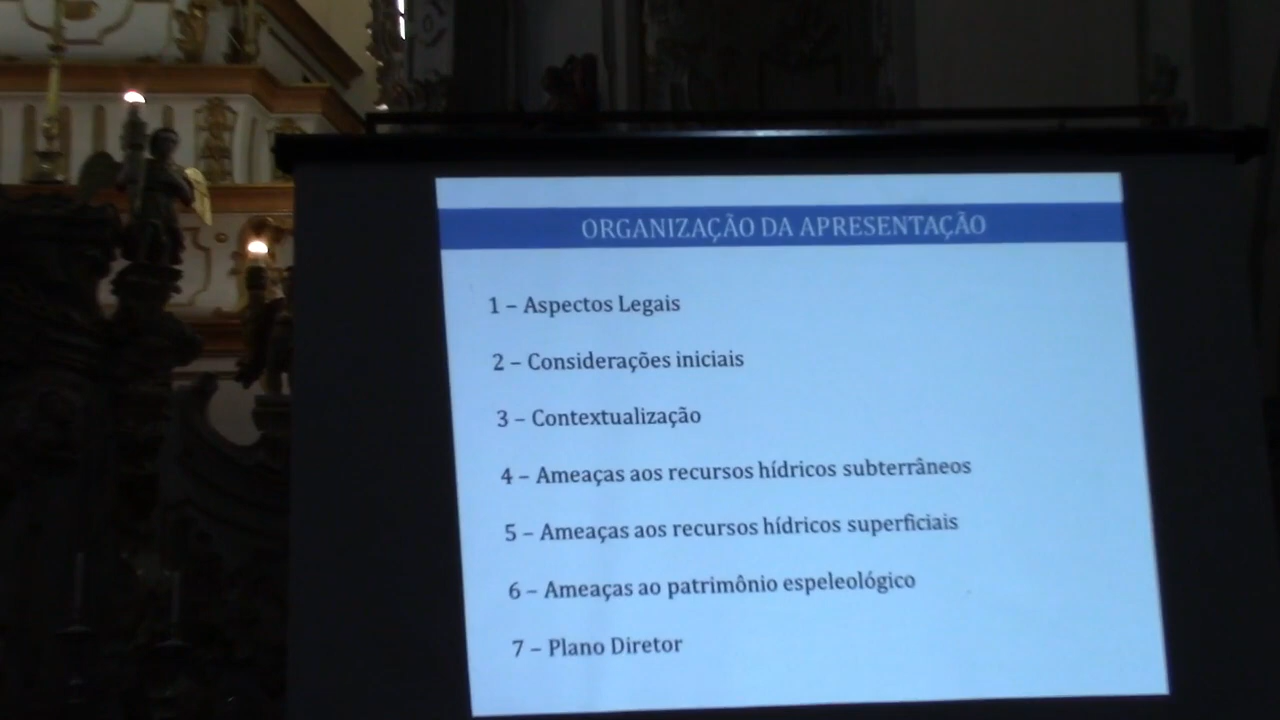 ORGANIZAÇÃO DA APRESENTAÇÃO
1 – Aspectos Legais
2 – Considerações iniciais
3 – Contextualização
4 – Ameaças aos recursos hídricos subterrâneos
5 – Ameaças aos recursos hídricos superficiais
6 – Ameaças ao patrimônio espeleológico
7 – Plano Diretor